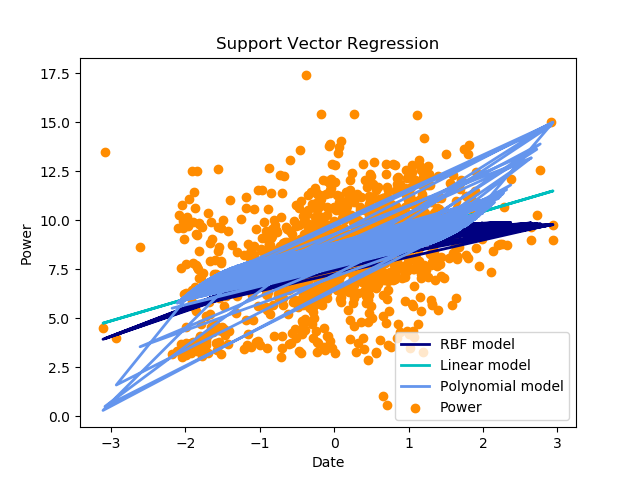 Support Vector Regression
17.5
15.0
12.5
10.0
7.5
5.0
2.5
0.0
Power
RBF model
Linear model
Polynomial model
Power
−3
−2
−1
0
1
2
3
Date